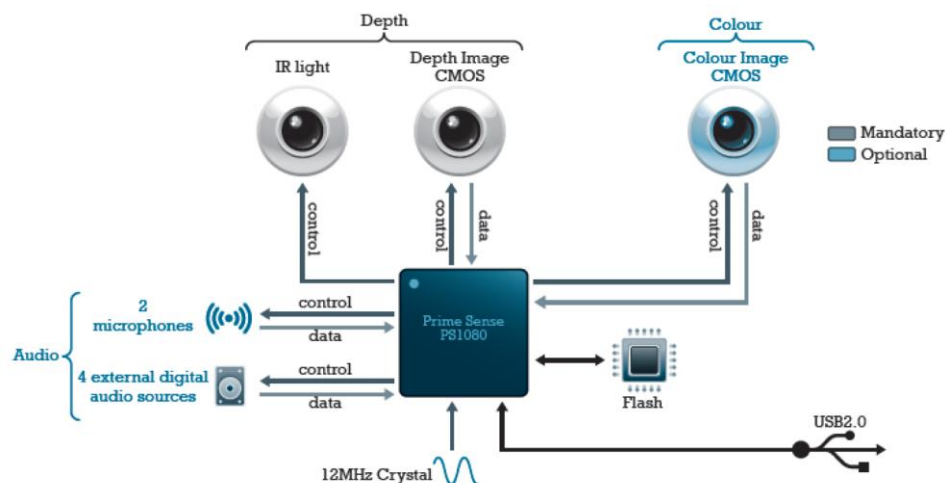 Depth
Colour
IR light
Depth Image
CMOS
Colour Image
CMOS
Mandatory
Optional
control
control
data
control
data
Audio
2
microphones
control
data
4 external digital
audio sources
control
data
Prime Sense
PS1080
Flash
USB2.0
12MHz Crystal